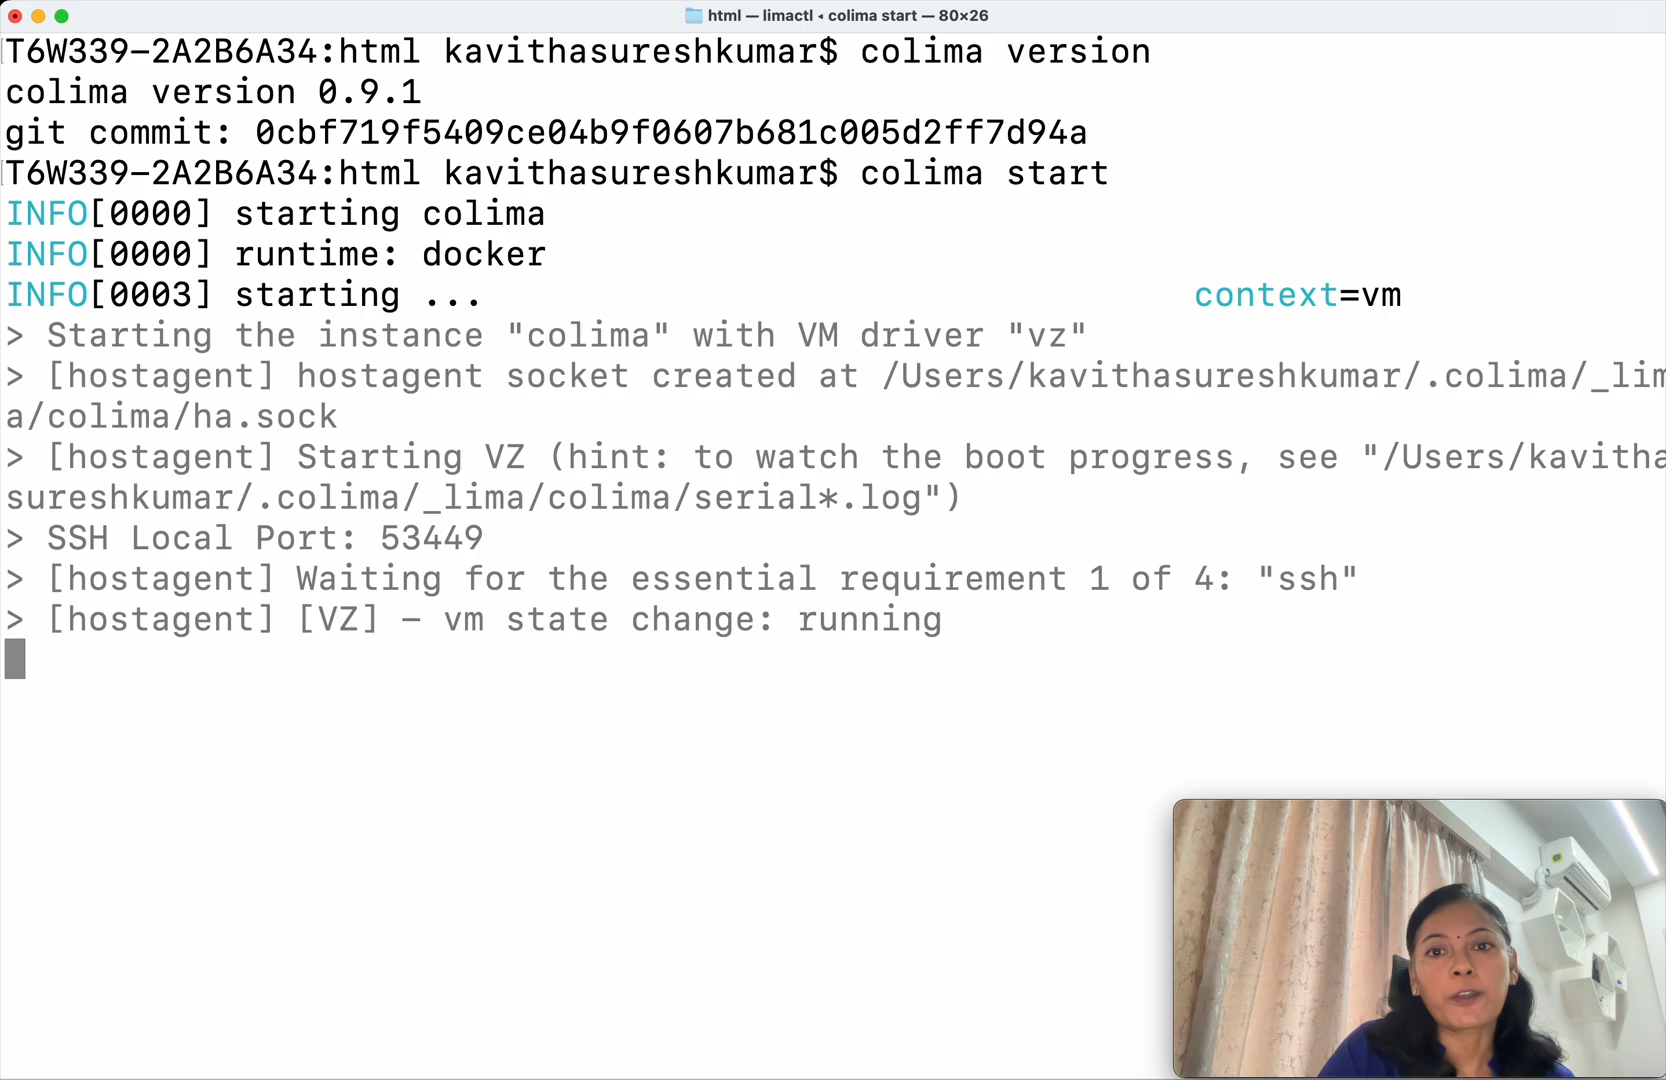 html — limactl ◂ colima start — 80×26
T6W339-2A2B6A34:html kavithasureshkumar$ colima version
colima version 0.9.1
git commit: 0cbf719f5409ce04b9f0607b681c005d2ff7d94a
T6W339-2A2B6A34:html kavithasureshkumar$ colima start
INFO[0000] starting colima
INFO[0000] runtime: docker
INFO[0003] starting ... context=vm
> Starting the instance "colima" with VM driver "vz"
> [hostagent] hostagent socket created at /Users/kavithasureshkumar/.colima/_lim
a/colima/ha.sock
> [hostagent] Starting VZ (hint: to watch the boot progress, see "/Users/kavitha
sureshkumar/.colima/_lima/colima/serial*.log")
> SSH Local Port: 53449
> [hostagent] Waiting for the essential requirement 1 of 4: "ssh"
> [hostagent] [VZ] - vm state change: running